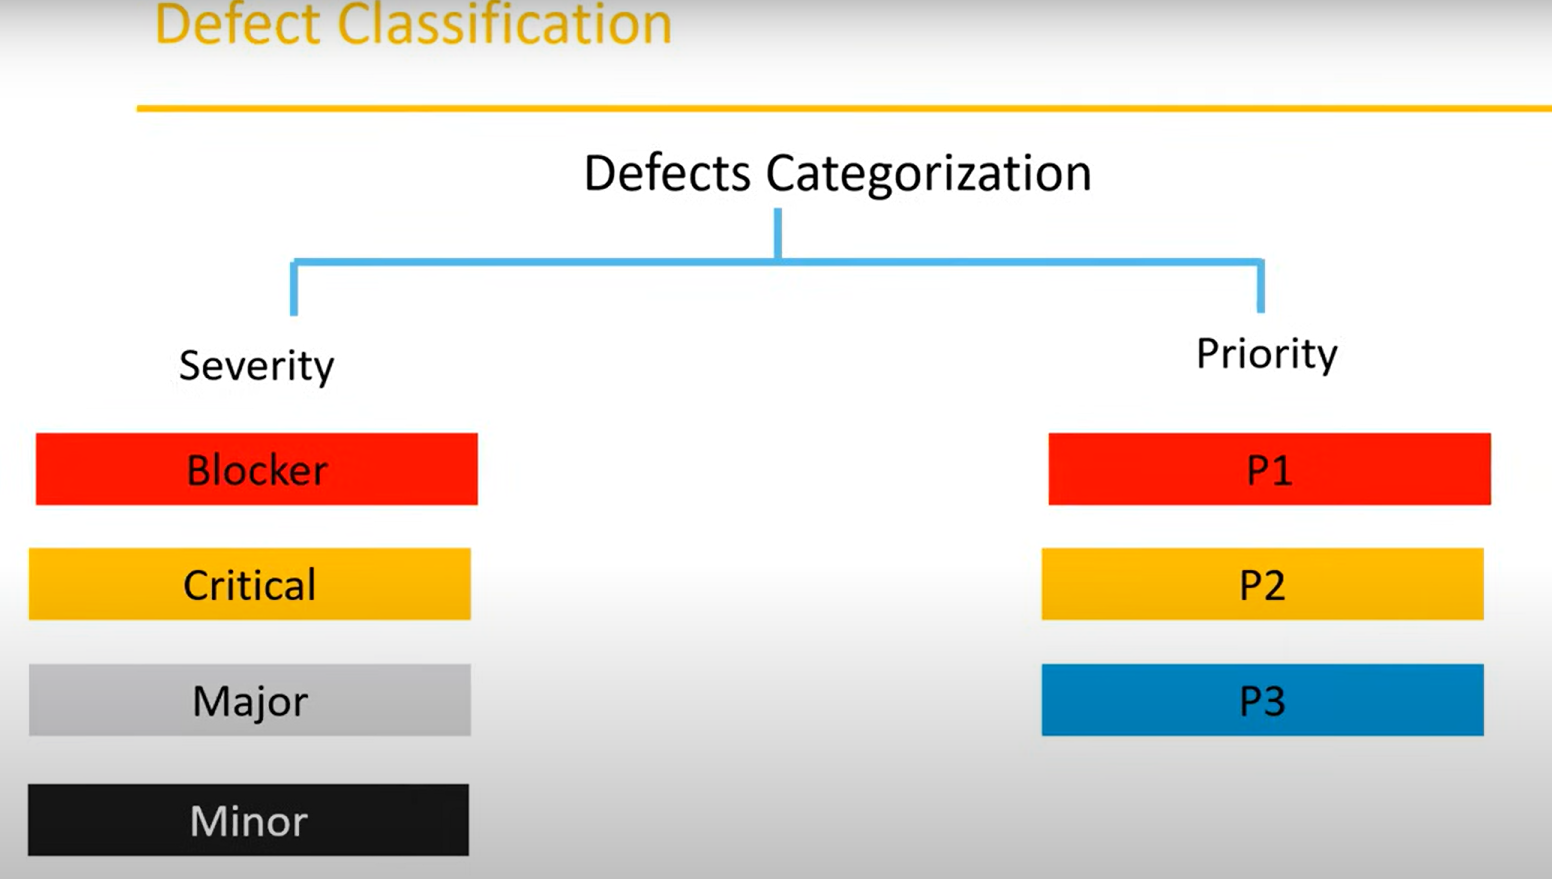 Defect Classification
Defects Categorization
Severity
Priority
Blocker
P1
Critical
P2
Major
P3
Minor